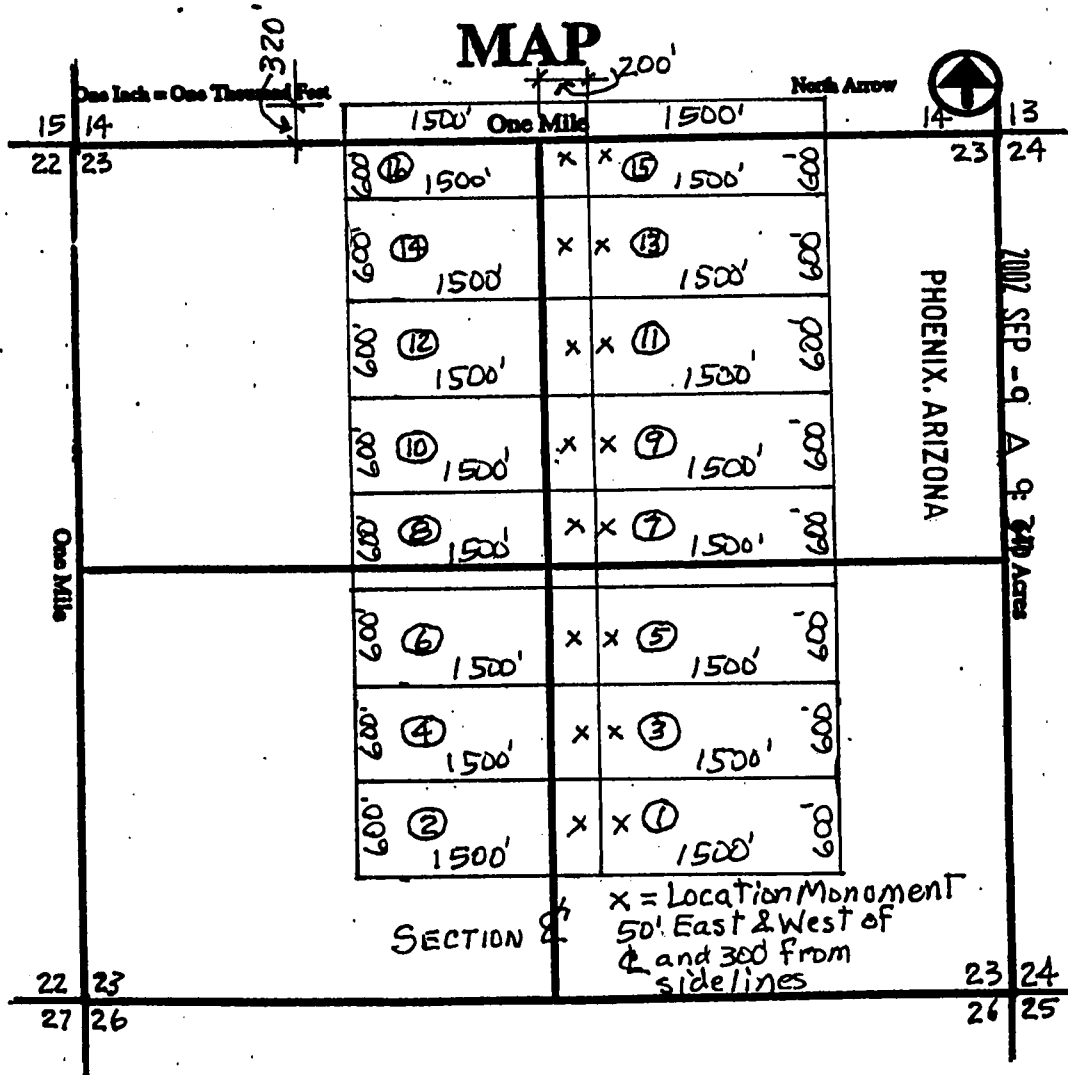 MAP
320'
200'
One Inch = One Thousand Feet
North Arrow
15 14
1500' One Mile 1500'
14 13
22 23
23 24
600' 16 1500' x x 15 1500' 600'
600' 14 1500' x x 13 1500' 600'
600' 12 1500' x x 11 1500' 600'
600' 10 1500' x x 9 1500' 600'
600' 8 1500' x x 7 1500' 600'
600' 6 1500' x x 5 1500' 600'
600' 4 1500' x x 3 1500' 600'
600' 2 1500' x x 1 1500' 600'
One Mile
PHOENIX, ARIZONA
2002 SEP -9 A 9:
Acres
SECTION ℄
x = Location Monument
50' East & West of
℄ and 300' from
sidelines
22 23
23 24
27 26
26 25